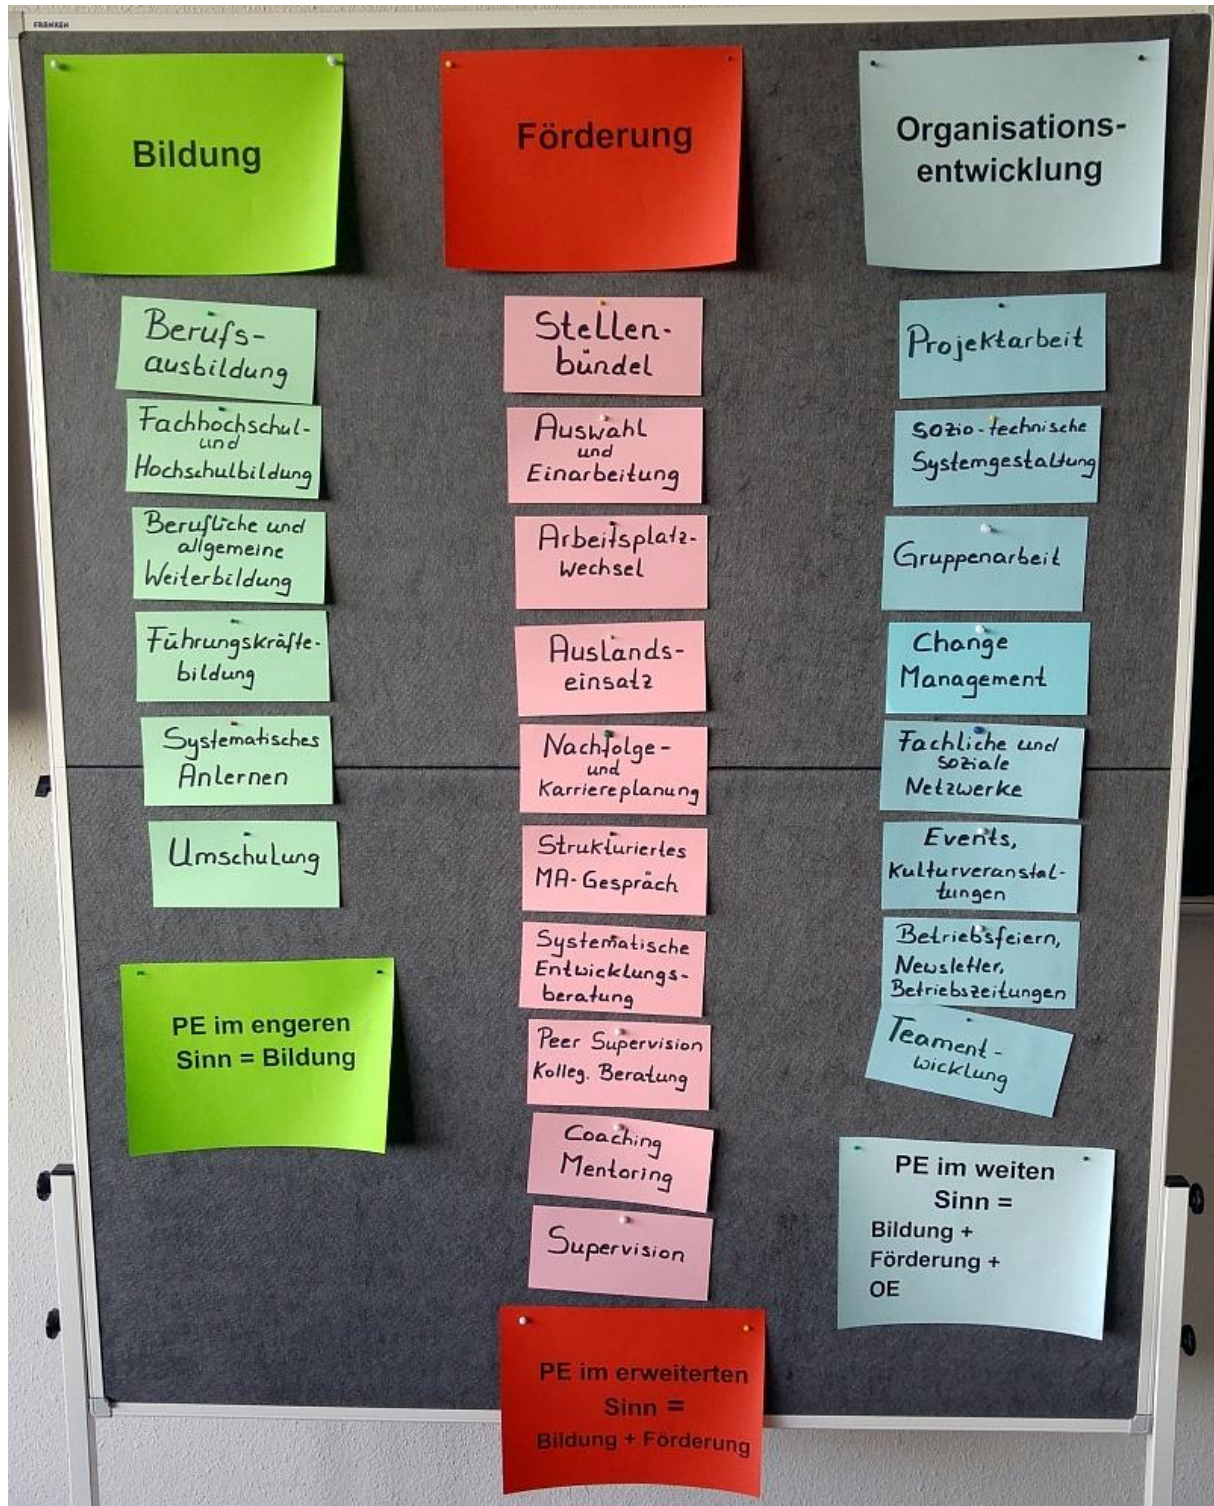 FRANKEN
Bildung
Berufs-
ausbildung
Fachhochschul-
und
Hochschulbildung
Berufliche und
allgemeine
Weiterbildung
Führungskräfte-
bildung
Systematisches
Anlernen
Umschulung
PE im engeren
Sinn = Bildung
Förderung
Stellen-
bündel
Auswahl
und
Einarbeitung
Arbeitsplatz-
wechsel
Auslands-
einsatz
Nachfolge-
und
Karriereplanung
Strukturiertes
MA-Gespräch
Systematische
Entwicklungs-
beratung
Peer Supervision
Kolleg. Beratung
Coaching
Mentoring
Supervision
PE im erweiterten
Sinn =
Bildung + Förderung
Organisations-
entwicklung
Projektarbeit
sozio-technische
Systemgestaltung
Gruppenarbeit
Change
Management
Fachliche und
soziale
Netzwerke
Events,
Kulturveranstal-
tungen
Betriebsfeiern,
Newsletter,
Betriebszeitungen
Teament-
wicklung
PE im weiten
Sinn =
Bildung +
Förderung +
OE